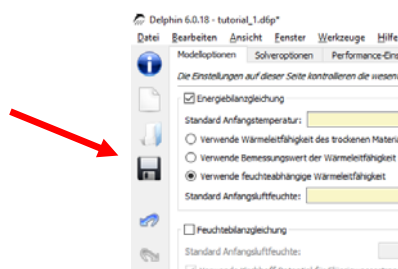 Delphin 6.0.18 - tutorial_1.d6p*
Datei Bearbeiten Ansicht Fenster Werkzeuge Hilfe
Modelloptionen Solveroptionen
Die Einstellungen auf dieser Seite kontrollieren die
Energiebilanzgleichung
Standard Anfangstemperatur:
Verwende Wärmeleitfähigkeit des trockenen
Verwende Bemessungswert der Wärmeleitfähigkeit
Verwende feuchteabhängige Wärmeleitfähigkeit
Standard Anfangsluftfeuchte:
Feuchtebilanzgleichung
Standard Anfangsluftfeuchte: